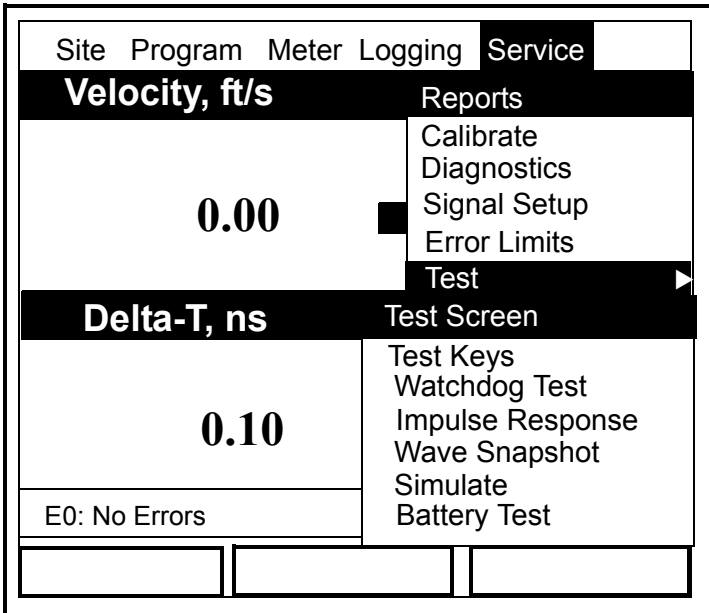 Site Program Meter Logging Service
Velocity, ft/s
Reports
Calibrate
Diagnostics
0.00
Signal Setup
Error Limits
Test
Delta-T, ns
Test Screen
Test Keys
Watchdog Test
0.10
Impulse Response
Wave Snapshot
Simulate
E0: No Errors
Battery Test